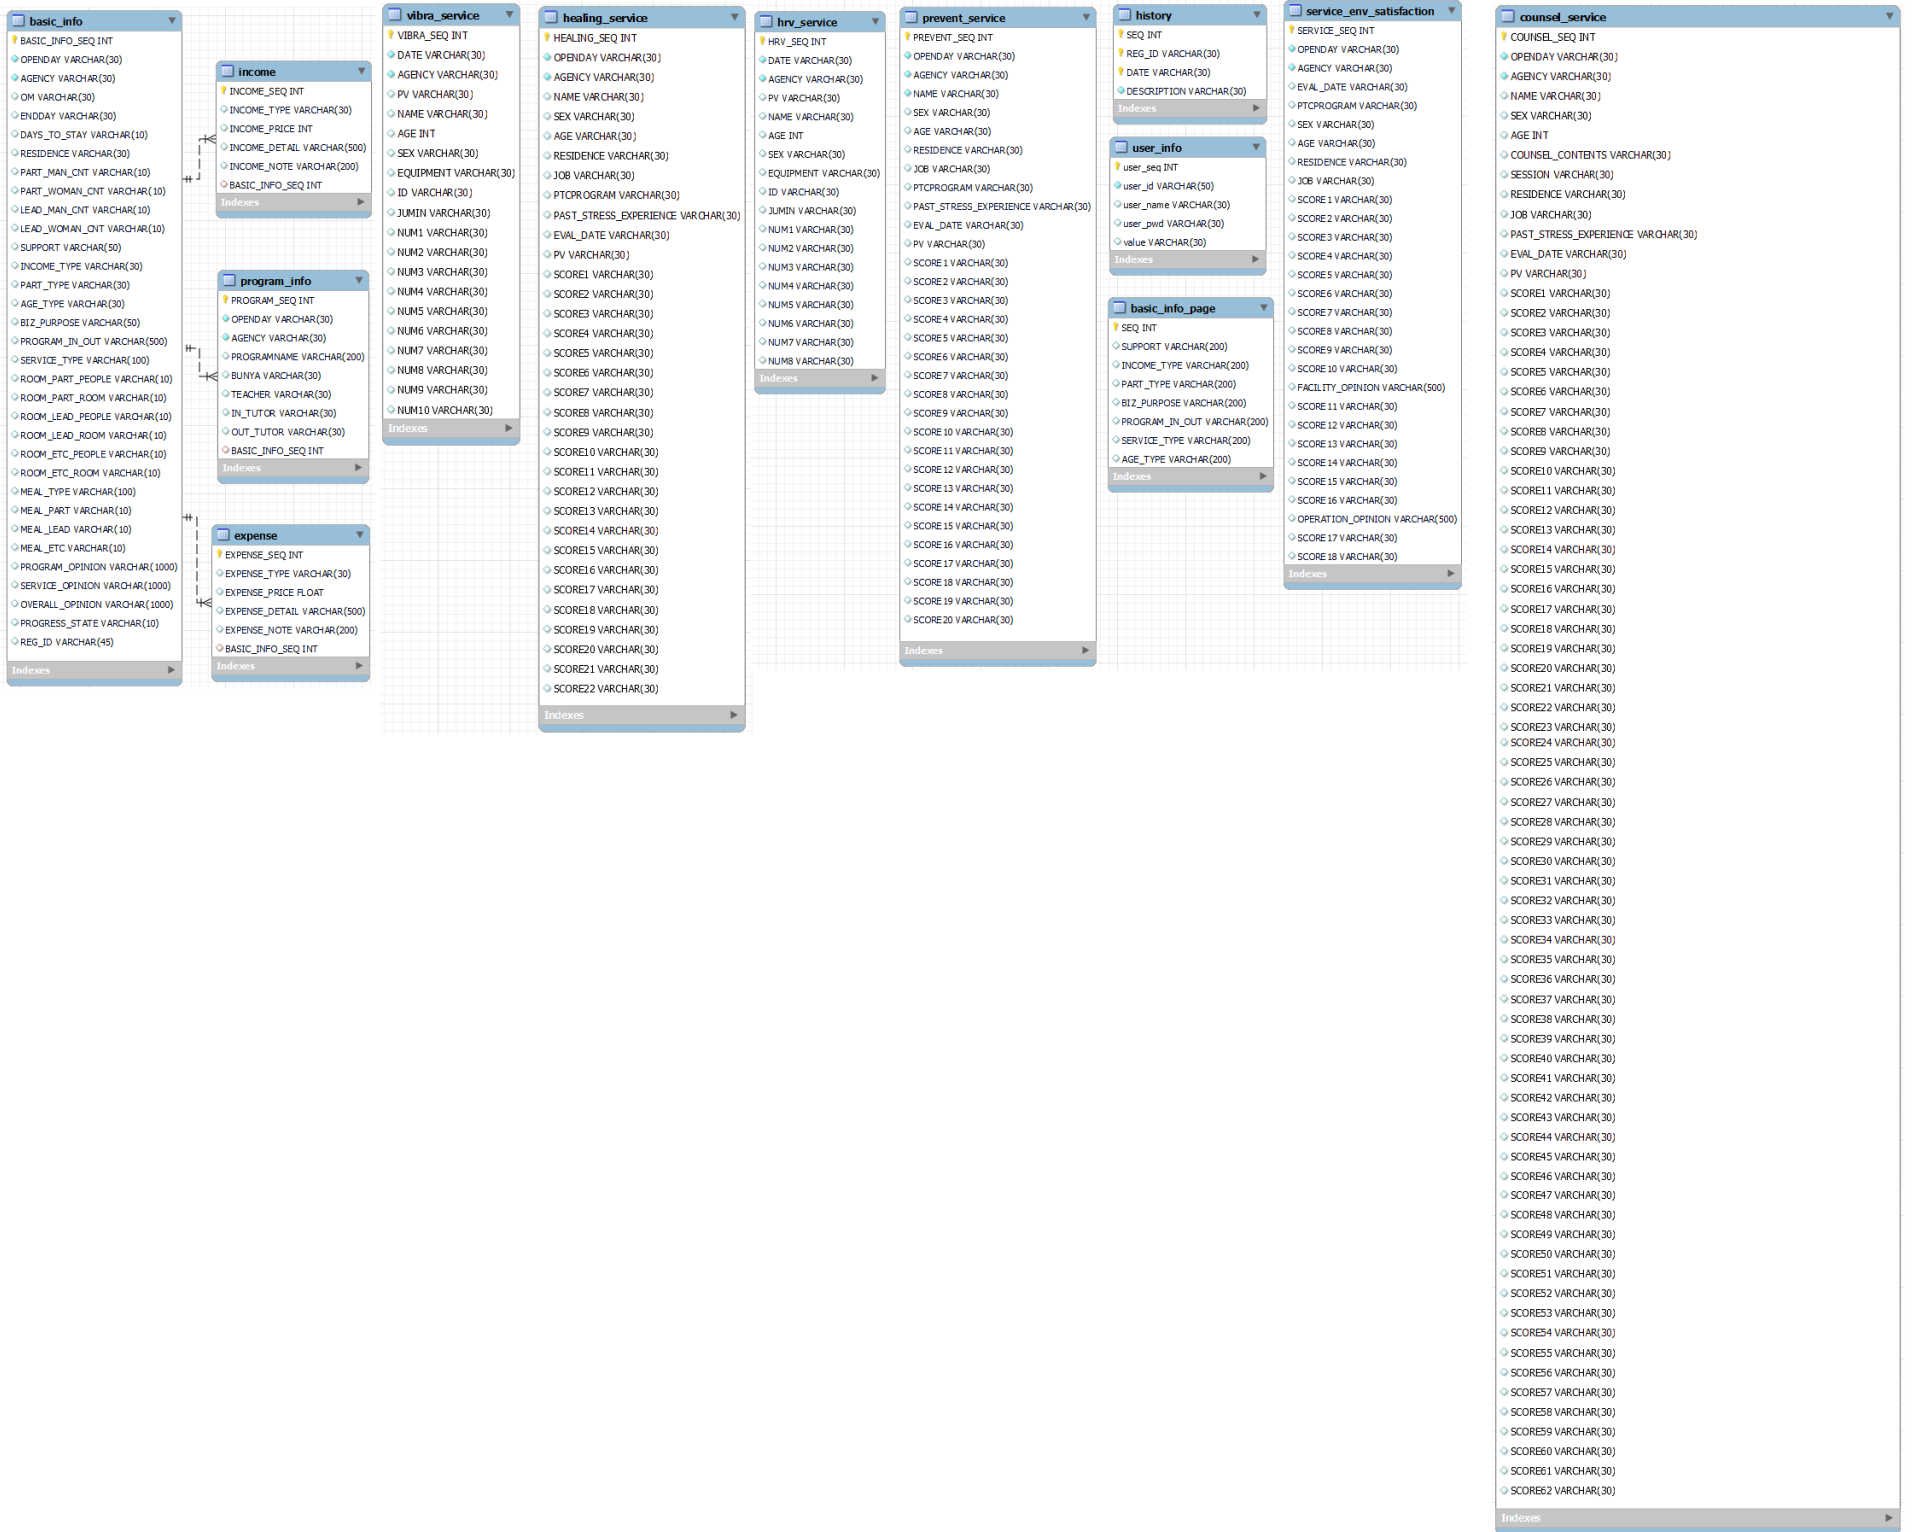 basic_info
BASIC_INFO_SEQ INT
OPENDAY VARCHAR(30)
AGENCY VARCHAR(30)
OM VARCHAR(30)
ENDDAY VARCHAR(30)
DAYS_TO_STAY VARCHAR(10)
RESIDENCE VARCHAR(30)
PART_MAN_CNT VARCHAR(10)
PART_WOMAN_CNT VARCHAR(10)
LEAD_MAN_CNT VARCHAR(10)
LEAD_WOMAN_CNT VARCHAR(10)
SUPPORT VARCHAR(50)
INCOME_TYPE VARCHAR(30)
PART_TYPE VARCHAR(30)
AGE_TYPE VARCHAR(30)
BIZ_PURPOSE VARCHAR(50)
PROGRAM_IN_OUT VARCHAR(500)
SERVICE_TYPE VARCHAR(100)
ROOM_PART_PEOPLE VARCHAR(10)
ROOM_PART_ROOM VARCHAR(10)
ROOM_LEAD_PEOPLE VARCHAR(10)
ROOM_LEAD_ROOM VARCHAR(10)
ROOM_ETC_PEOPLE VARCHAR(10)
ROOM_ETC_ROOM VARCHAR(10)
MEAL_TYPE VARCHAR(100)
MEAL_PART VARCHAR(10)
MEAL_LEAD VARCHAR(10)
MEAL_ETC VARCHAR(10)
PROGRAM_OPINION VARCHAR(1000)
SERVICE_OPINION VARCHAR(1000)
OVERALL_OPINION VARCHAR(1000)
PROGRESS_STATE VARCHAR(10)
REG_ID VARCHAR(45)
Indexes
income
INCOME_SEQ INT
INCOME_TYPE VARCHAR(30)
INCOME_PRICE INT
INCOME_DETAIL VARCHAR(500)
INCOME_NOTE VARCHAR(200)
BASIC_INFO_SEQ INT
Indexes
program_info
PROGRAM_SEQ INT
OPENDAY VARCHAR(30)
AGENCY VARCHAR(30)
PROGRAMNAME VARCHAR(200)
BUNYA VARCHAR(30)
TEACHER VARCHAR(30)
IN_TUTOR VARCHAR(30)
OUT_TUTOR VARCHAR(30)
BASIC_INFO_SEQ INT
Indexes
expense
EXPENSE_SEQ INT
EXPENSE_TYPE VARCHAR(30)
EXPENSE_PRICE FLOAT
EXPENSE_DETAIL VARCHAR(500)
EXPENSE_NOTE VARCHAR(200)
BASIC_INFO_SEQ INT
Indexes
vibra_service
VIBRA_SEQ INT
DATE VARCHAR(30)
AGENCY VARCHAR(30)
PV VARCHAR(30)
NAME VARCHAR(30)
AGE INT
SEX VARCHAR(30)
EQUIPMENT VARCHAR(30)
ID VARCHAR(30)
JUMIN VARCHAR(30)
NUM1 VARCHAR(30)
NUM2 VARCHAR(30)
NUM3 VARCHAR(30)
NUM4 VARCHAR(30)
NUM5 VARCHAR(30)
NUM6 VARCHAR(30)
NUM7 VARCHAR(30)
NUM8 VARCHAR(30)
NUM9 VARCHAR(30)
NUM10 VARCHAR(30)
Indexes
healing_service
HEALING_SEQ INT
OPENDAY VARCHAR(30)
AGENCY VARCHAR(30)
NAME VARCHAR(30)
SEX VARCHAR(30)
AGE VARCHAR(30)
RESIDENCE VARCHAR(30)
JOB VARCHAR(30)
PTCPROGRAM VARCHAR(30)
PAST_STRESS_EXPERIENCE VARCHAR(30)
EVAL_DATE VARCHAR(30)
PV VARCHAR(30)
SCORE1 VARCHAR(30)
SCORE2 VARCHAR(30)
SCORE3 VARCHAR(30)
SCORE4 VARCHAR(30)
SCORE5 VARCHAR(30)
SCORE6 VARCHAR(30)
SCORE7 VARCHAR(30)
SCORE8 VARCHAR(30)
SCORE9 VARCHAR(30)
SCORE10 VARCHAR(30)
SCORE11 VARCHAR(30)
SCORE12 VARCHAR(30)
SCORE13 VARCHAR(30)
SCORE14 VARCHAR(30)
SCORE15 VARCHAR(30)
SCORE16 VARCHAR(30)
SCORE17 VARCHAR(30)
SCORE18 VARCHAR(30)
SCORE19 VARCHAR(30)
SCORE20 VARCHAR(30)
SCORE21 VARCHAR(30)
SCORE22 VARCHAR(30)
Indexes
hrv_service
HRV_SEQ INT
DATE VARCHAR(30)
AGENCY VARCHAR(30)
PV VARCHAR(30)
NAME VARCHAR(30)
AGE INT
SEX VARCHAR(30)
EQUIPMENT VARCHAR(30)
ID VARCHAR(30)
JUMIN VARCHAR(30)
NUM1 VARCHAR(30)
NUM2 VARCHAR(30)
NUM3 VARCHAR(30)
NUM4 VARCHAR(30)
NUM5 VARCHAR(30)
NUM6 VARCHAR(30)
NUM7 VARCHAR(30)
NUM8 VARCHAR(30)
Indexes
prevent_service
PREVENT_SEQ INT
OPENDAY VARCHAR(30)
AGENCY VARCHAR(30)
NAME VARCHAR(30)
SEX VARCHAR(30)
AGE VARCHAR(30)
RESIDENCE VARCHAR(30)
JOB VARCHAR(30)
PTCPROGRAM VARCHAR(30)
PAST_STRESS_EXPERIENCE VARCHAR(30)
EVAL_DATE VARCHAR(30)
PV VARCHAR(30)
SCORE1 VARCHAR(30)
SCORE2 VARCHAR(30)
SCORE3 VARCHAR(30)
SCORE4 VARCHAR(30)
SCORE5 VARCHAR(30)
SCORE6 VARCHAR(30)
SCORE7 VARCHAR(30)
SCORE8 VARCHAR(30)
SCORE9 VARCHAR(30)
SCORE10 VARCHAR(30)
SCORE11 VARCHAR(30)
SCORE12 VARCHAR(30)
SCORE13 VARCHAR(30)
SCORE14 VARCHAR(30)
SCORE15 VARCHAR(30)
SCORE16 VARCHAR(30)
SCORE17 VARCHAR(30)
SCORE18 VARCHAR(30)
SCORE19 VARCHAR(30)
SCORE20 VARCHAR(30)
Indexes
history
SEQ INT
REG_ID VARCHAR(30)
DATE VARCHAR(30)
DESCRIPTION VARCHAR(30)
Indexes
user_info
user_seq INT
user_id VARCHAR(50)
user_name VARCHAR(30)
user_pwd VARCHAR(30)
value VARCHAR(30)
Indexes
basic_info_page
SEQ INT
SUPPORT VARCHAR(200)
INCOME_TYPE VARCHAR(200)
PART_TYPE VARCHAR(200)
BIZ_PURPOSE VARCHAR(200)
PROGRAM_IN_OUT VARCHAR(200)
SERVICE_TYPE VARCHAR(200)
AGE_TYPE VARCHAR(200)
Indexes
service_env_satisfaction
SERVICE_SEQ INT
OPENDAY VARCHAR(30)
AGENCY VARCHAR(30)
EVAL_DATE VARCHAR(30)
PTCPROGRAM VARCHAR(30)
SEX VARCHAR(30)
AGE VARCHAR(30)
RESIDENCE VARCHAR(30)
JOB VARCHAR(30)
SCORE1 VARCHAR(30)
SCORE2 VARCHAR(30)
SCORE3 VARCHAR(30)
SCORE4 VARCHAR(30)
SCORE5 VARCHAR(30)
SCORE6 VARCHAR(30)
SCORE7 VARCHAR(30)
SCORE8 VARCHAR(30)
SCORE9 VARCHAR(30)
SCORE10 VARCHAR(30)
FACILITY_OPINION VARCHAR(500)
SCORE11 VARCHAR(30)
SCORE12 VARCHAR(30)
SCORE13 VARCHAR(30)
SCORE14 VARCHAR(30)
SCORE15 VARCHAR(30)
SCORE16 VARCHAR(30)
OPERATION_OPINION VARCHAR(500)
SCORE17 VARCHAR(30)
SCORE18 VARCHAR(30)
Indexes
counsel_service
COUNSEL_SEQ INT
OPENDAY VARCHAR(30)
AGENCY VARCHAR(30)
NAME VARCHAR(30)
SEX VARCHAR(30)
AGE INT
COUNSEL_CONTENTS VARCHAR(30)
SESSION VARCHAR(30)
RESIDENCE VARCHAR(30)
JOB VARCHAR(30)
PAST_STRESS_EXPERIENCE VARCHAR(30)
EVAL_DATE VARCHAR(30)
PV VARCHAR(30)
SCORE1 VARCHAR(30)
SCORE2 VARCHAR(30)
SCORE3 VARCHAR(30)
SCORE4 VARCHAR(30)
SCORE5 VARCHAR(30)
SCORE6 VARCHAR(30)
SCORE7 VARCHAR(30)
SCORE8 VARCHAR(30)
SCORE9 VARCHAR(30)
SCORE10 VARCHAR(30)
SCORE11 VARCHAR(30)
SCORE12 VARCHAR(30)
SCORE13 VARCHAR(30)
SCORE14 VARCHAR(30)
SCORE15 VARCHAR(30)
SCORE16 VARCHAR(30)
SCORE17 VARCHAR(30)
SCORE18 VARCHAR(30)
SCORE19 VARCHAR(30)
SCORE20 VARCHAR(30)
SCORE21 VARCHAR(30)
SCORE22 VARCHAR(30)
SCORE23 VARCHAR(30)
SCORE24 VARCHAR(30)
SCORE25 VARCHAR(30)
SCORE26 VARCHAR(30)
SCORE27 VARCHAR(30)
SCORE28 VARCHAR(30)
SCORE29 VARCHAR(30)
SCORE30 VARCHAR(30)
SCORE31 VARCHAR(30)
SCORE32 VARCHAR(30)
SCORE33 VARCHAR(30)
SCORE34 VARCHAR(30)
SCORE35 VARCHAR(30)
SCORE36 VARCHAR(30)
SCORE37 VARCHAR(30)
SCORE38 VARCHAR(30)
SCORE39 VARCHAR(30)
SCORE40 VARCHAR(30)
SCORE41 VARCHAR(30)
SCORE42 VARCHAR(30)
SCORE43 VARCHAR(30)
SCORE44 VARCHAR(30)
SCORE45 VARCHAR(30)
SCORE46 VARCHAR(30)
SCORE47 VARCHAR(30)
SCORE48 VARCHAR(30)
SCORE49 VARCHAR(30)
SCORE50 VARCHAR(30)
SCORE51 VARCHAR(30)
SCORE52 VARCHAR(30)
SCORE53 VARCHAR(30)
SCORE54 VARCHAR(30)
SCORE55 VARCHAR(30)
SCORE56 VARCHAR(30)
SCORE57 VARCHAR(30)
SCORE58 VARCHAR(30)
SCORE59 VARCHAR(30)
SCORE60 VARCHAR(30)
SCORE61 VARCHAR(30)
SCORE62 VARCHAR(30)
Indexes